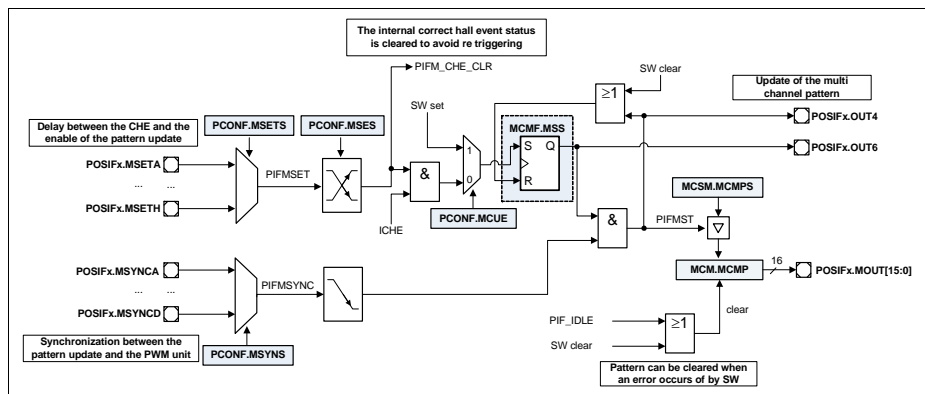 The internal correct hall event status
is cleared to avoid re triggering
PIFM_CHE_CLR
SW clear
Update of the multi
channel pattern
≥1
SW set
POSIFx.OUT4
Delay between the CHE and the
enable of the pattern update
PCONF.MSETS
PCONF.MSES
MCMF.MSS
POSIFx.OUT6
POSIFx.MSETA
... ...
POSIFx.MSETH
PIFMSET
&
1
0
S Q
R
MCSM.MCMPS
ICHE
PCONF.MCUE
&
PIFMST
∇
POSIFx.MSYNCA
... ...
POSIFx.MSYNCD
PIFMSYNC
MCM.MCMP
16
POSIFx.MOUT[15:0]
clear
PIF_IDLE
≥1
SW clear
Synchronization between the
pattern update and the PWM unit
PCONF.MSYNS
Pattern can be cleared when
an error occurs of by SW